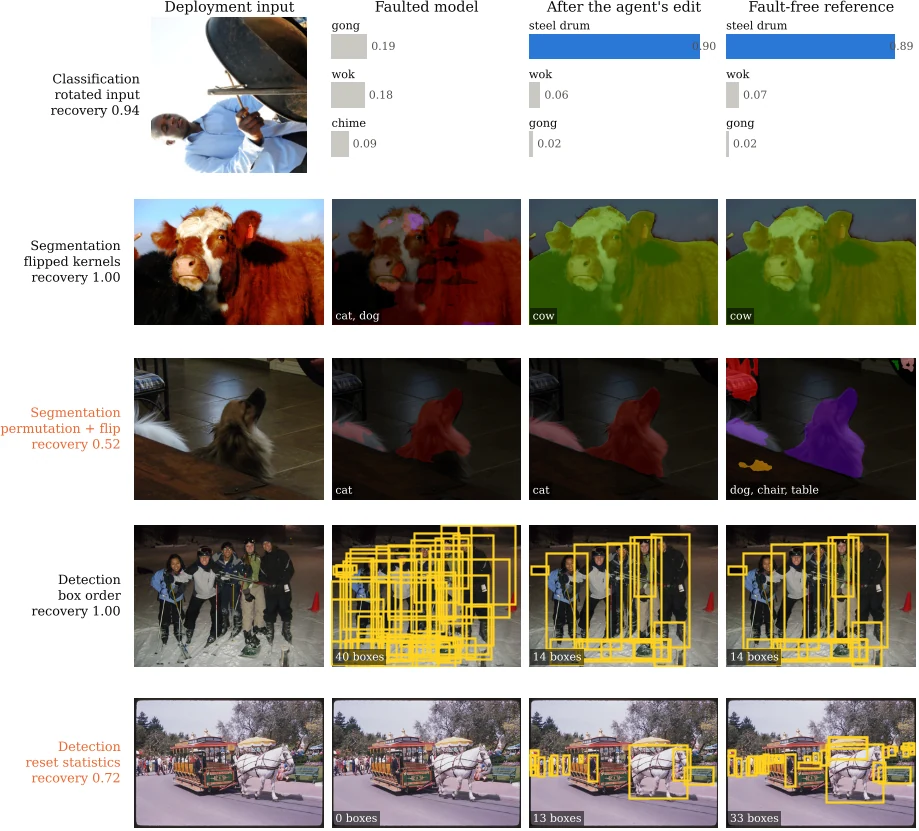 Deployment input
Faulted model
After the agent's edit
Fault-free reference
Classification
rotated input
recovery 0.94
gong
0.19
wok
0.18
chime
0.09
steel drum
0.90
wok
0.06
gong
0.02
steel drum
0.89
wok
0.07
gong
0.02
Segmentation
flipped kernels
recovery 1.00
cat, dog
cow
cow
Segmentation
permutation + flip
recovery 0.52
cat
cat
dog, chair, table
Detection
box order
recovery 1.00
40 boxes
14 boxes
14 boxes
Detection
reset statistics
recovery 0.72
0 boxes
13 boxes
33 boxes